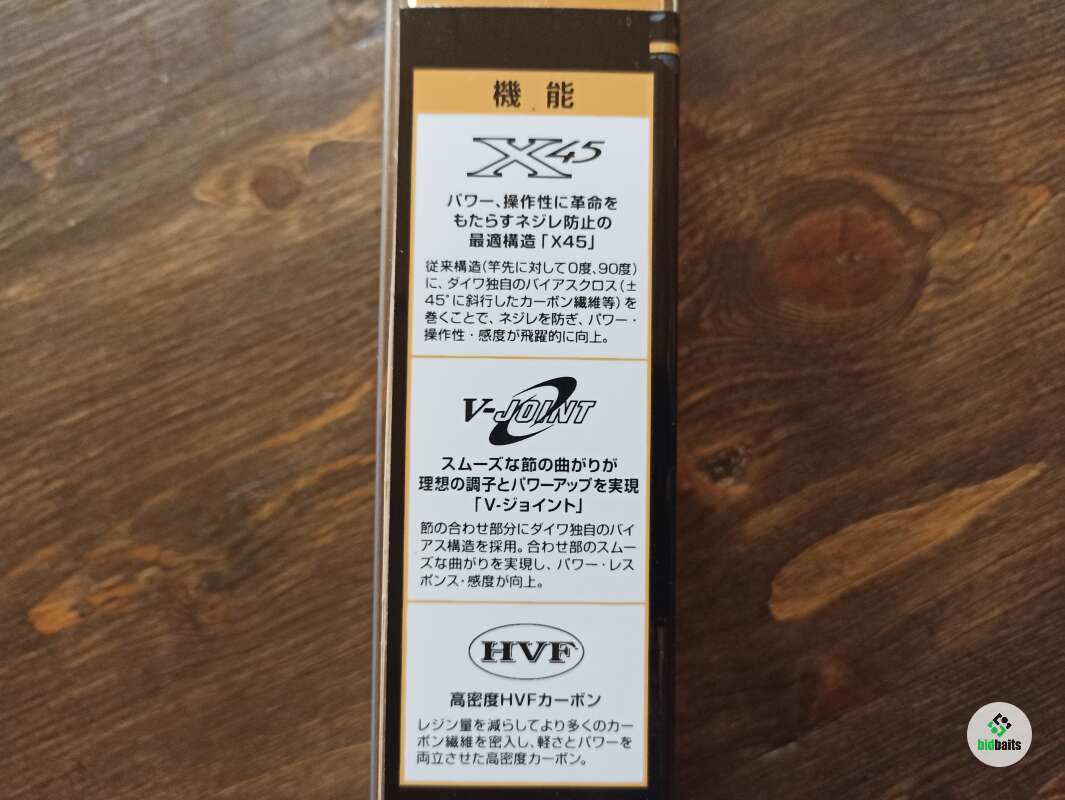 機能
X45
パワー、操作性に革命を
もたらすネジレ防止の
最適構造「X45」
従来構造(竿先に対して0度、90度)
に、ダイワ独自のバイアスクロス(±
45°に斜行したカーボン繊維等)を
巻くことで、ネジレを防ぎ、パワー・
操作性・感度が飛躍的に向上。
V-JOINT
スムーズな節の曲がりが
理想の調子とパワーアップを実現
「V-ジョイント」
節の合わせ部分にダイワ独自のバイ
アス構造を採用。合わせ部のスムー
ズな曲がりを実現し、パワー・レス
ポンス・感度が向上。
HVF
高密度HVFカーボン
レジン量を減らしてより多くのカー
ボン繊維を密入し、軽さとパワーを
両立させた高密度カーボン。
bidbaits